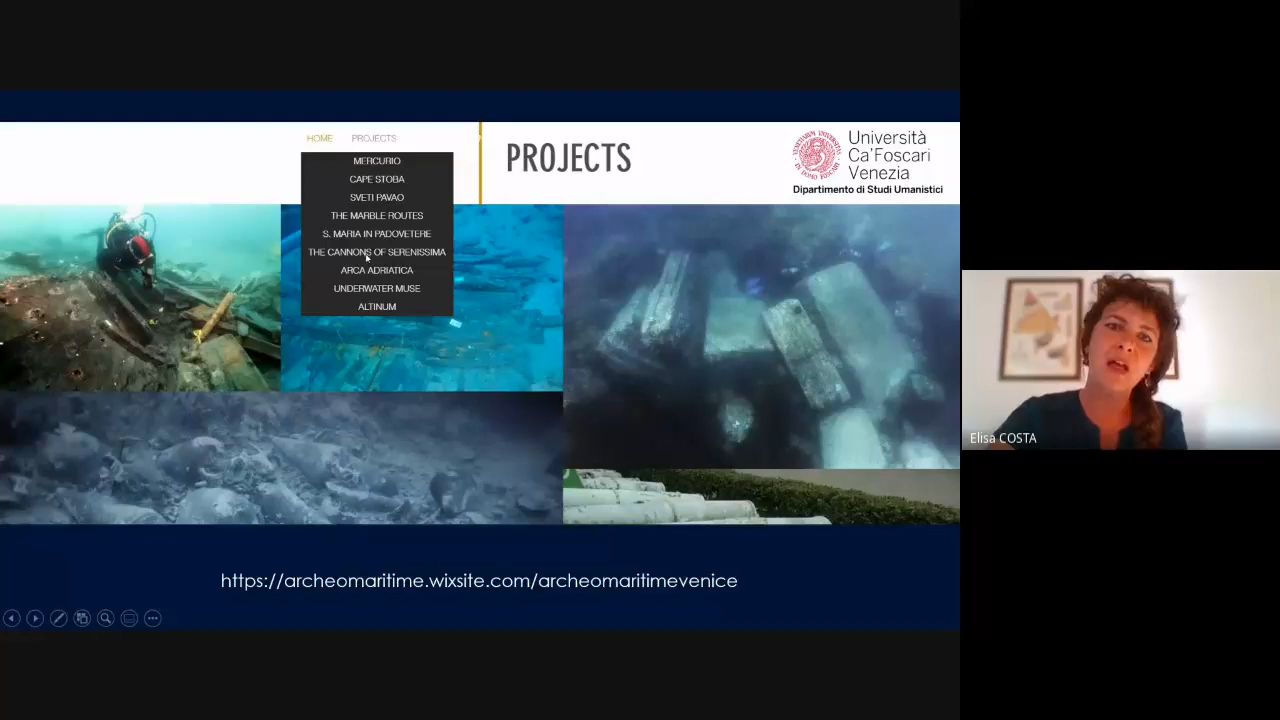 HOME PROJECTS
MERCURIO
CAPE STOBA
SVETI PAVAO
THE MARBLE ROUTES
S. MARIA IN PADOVETERE
THE CANNONS OF SERENISSIMA
ARCA ADRIATICA
UNDERWATER MUSE
ALTINUM
PROJECTS
Università
Ca'Foscari
Venezia
Dipartimento di Studi Umanistici
Elisa COSTA
https://archeomaritime.wixsite.com/archeomaritimevenice